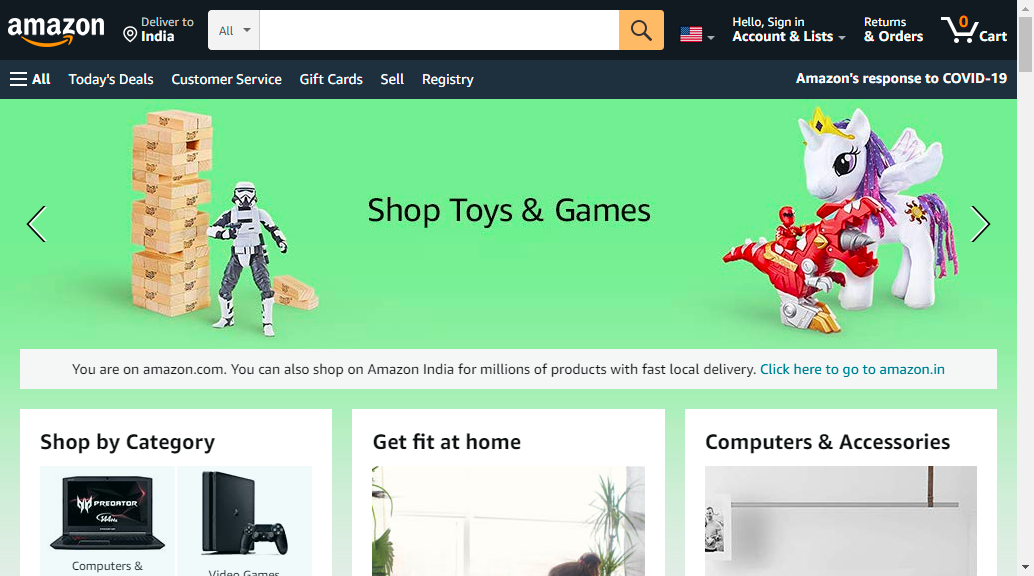 amazon
Deliver to
India
All
Hello, Sign in
Account & Lists
Returns
& Orders
0
Cart
All
Today's Deals
Customer Service
Gift Cards
Sell
Registry
Amazon's response to COVID-19
Shop Toys & Games
You are on amazon.com. You can also shop on Amazon India for millions of products with fast local delivery. Click here to go to amazon.in
Shop by Category
Get fit at home
Computers & Accessories
PREDATOR
144Hz
Computers &
Video Games